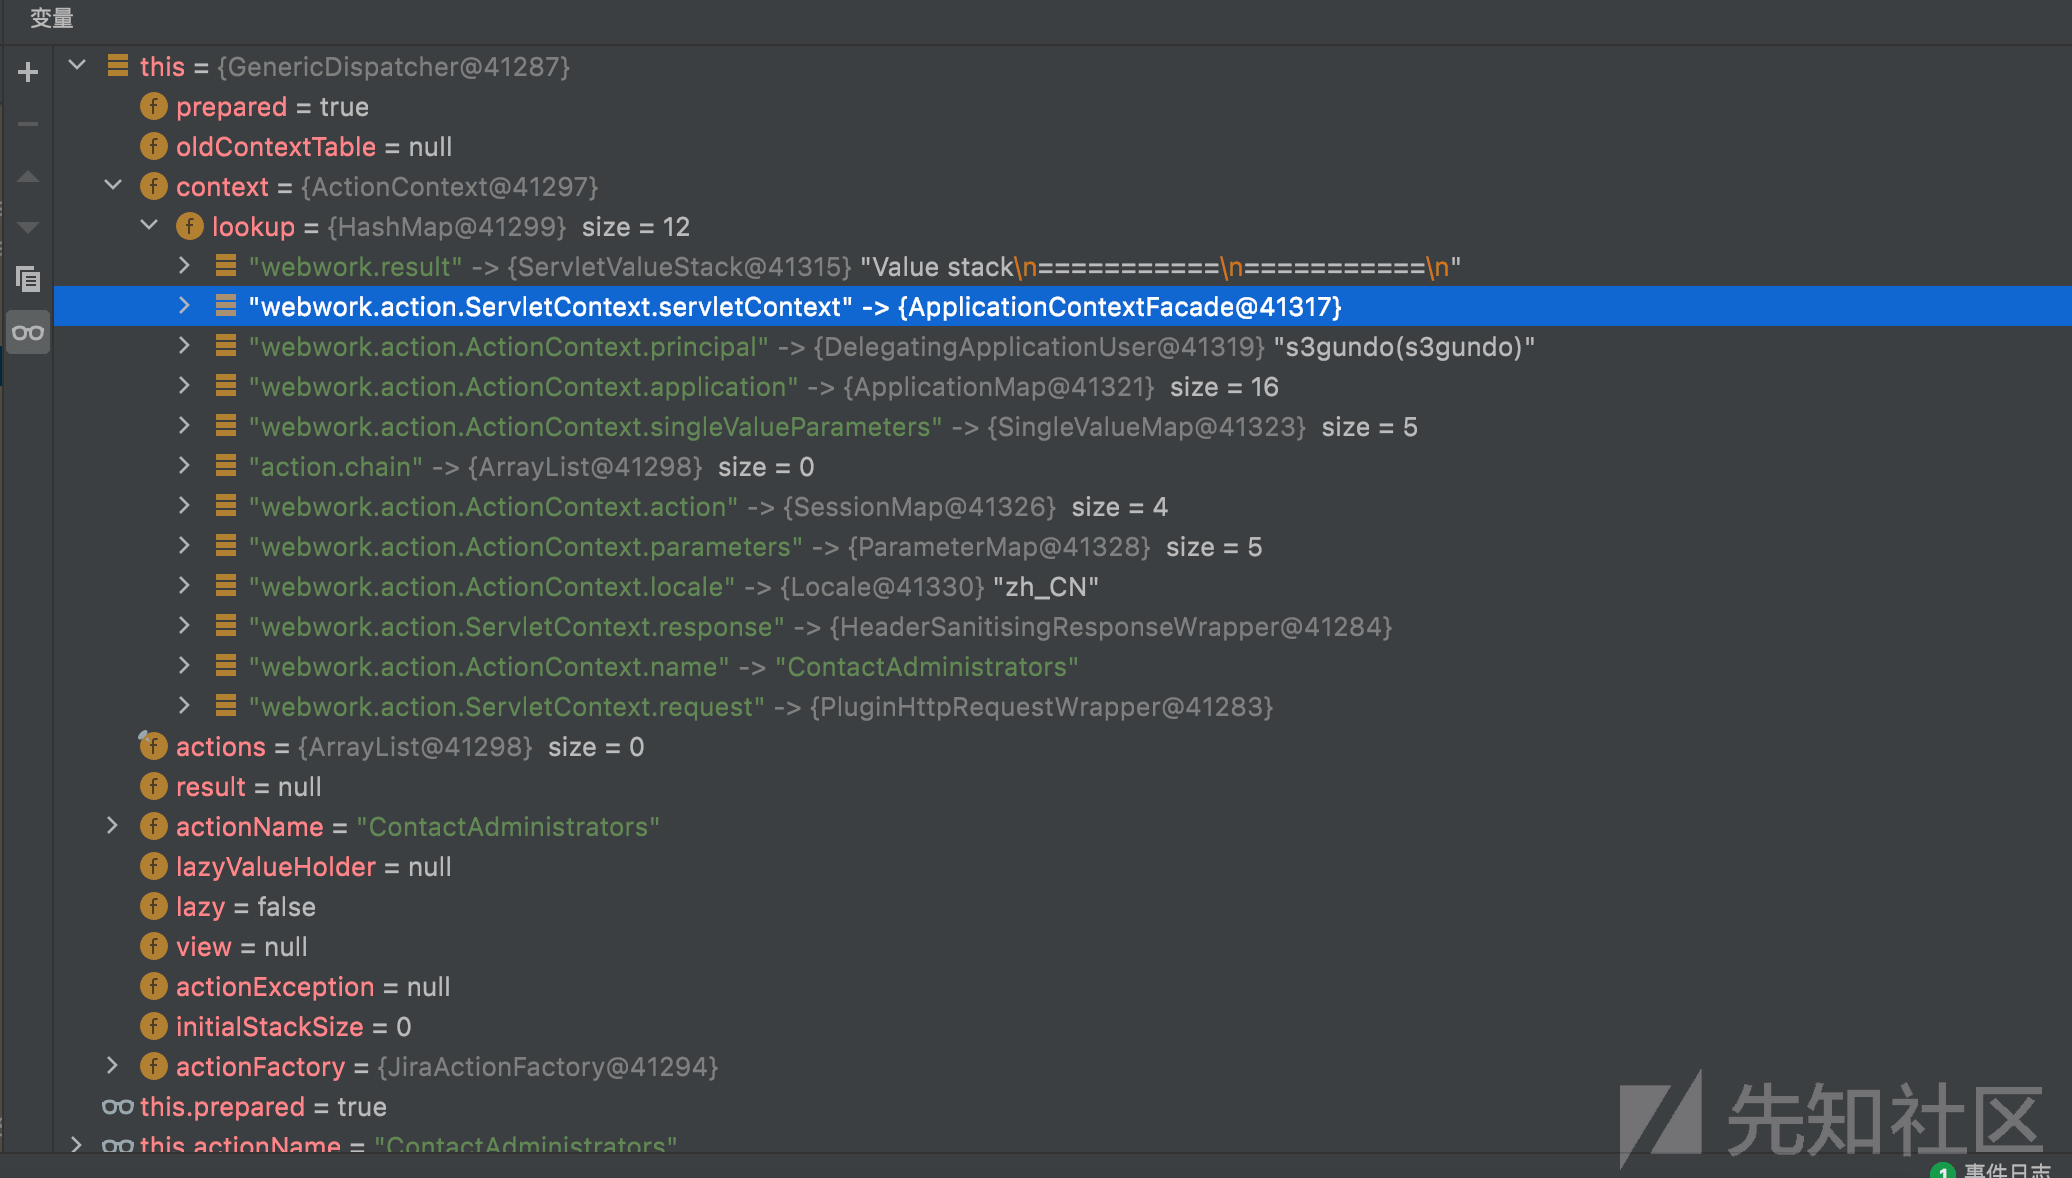 变量
this = {GenericDispatcher@41287}
prepared = true
oldContextTable = null
context = {ActionContext@41297}
lookup = {HashMap@41299} size = 12
"webwork.result" -> {ServletValueStack@41315} "Value stack\n===========\n===========\n"
"webwork.action.ServletContext.servletContext" -> {ApplicationContextFacade@41317}
"webwork.action.ActionContext.principal" -> {DelegatingApplicationUser@41319} "s3gundo(s3gundo)"
"webwork.action.ActionContext.application" -> {ApplicationMap@41321} size = 16
"webwork.action.ActionContext.singleValueParameters" -> {SingleValueMap@41323} size = 5
"action.chain" -> {ArrayList@41298} size = 0
"webwork.action.ActionContext.action" -> {SessionMap@41326} size = 4
"webwork.action.ActionContext.parameters" -> {ParameterMap@41328} size = 5
"webwork.action.ActionContext.locale" -> {Locale@41330} "zh_CN"
"webwork.action.ServletContext.response" -> {HeaderSanitisingResponseWrapper@41284}
"webwork.action.ActionContext.name" -> "ContactAdministrators"
"webwork.action.ServletContext.request" -> {PluginHttpRequestWrapper@41283}
actions = {ArrayList@41298} size = 0
result = null
actionName = "ContactAdministrators"
lazyValueHolder = null
lazy = false
view = null
actionException = null
initialStackSize = 0
actionFactory = {JiraActionFactory@41294}
this.prepared = true
this.actionName = "ContactAdministrators"
先知社区
1 事件日志